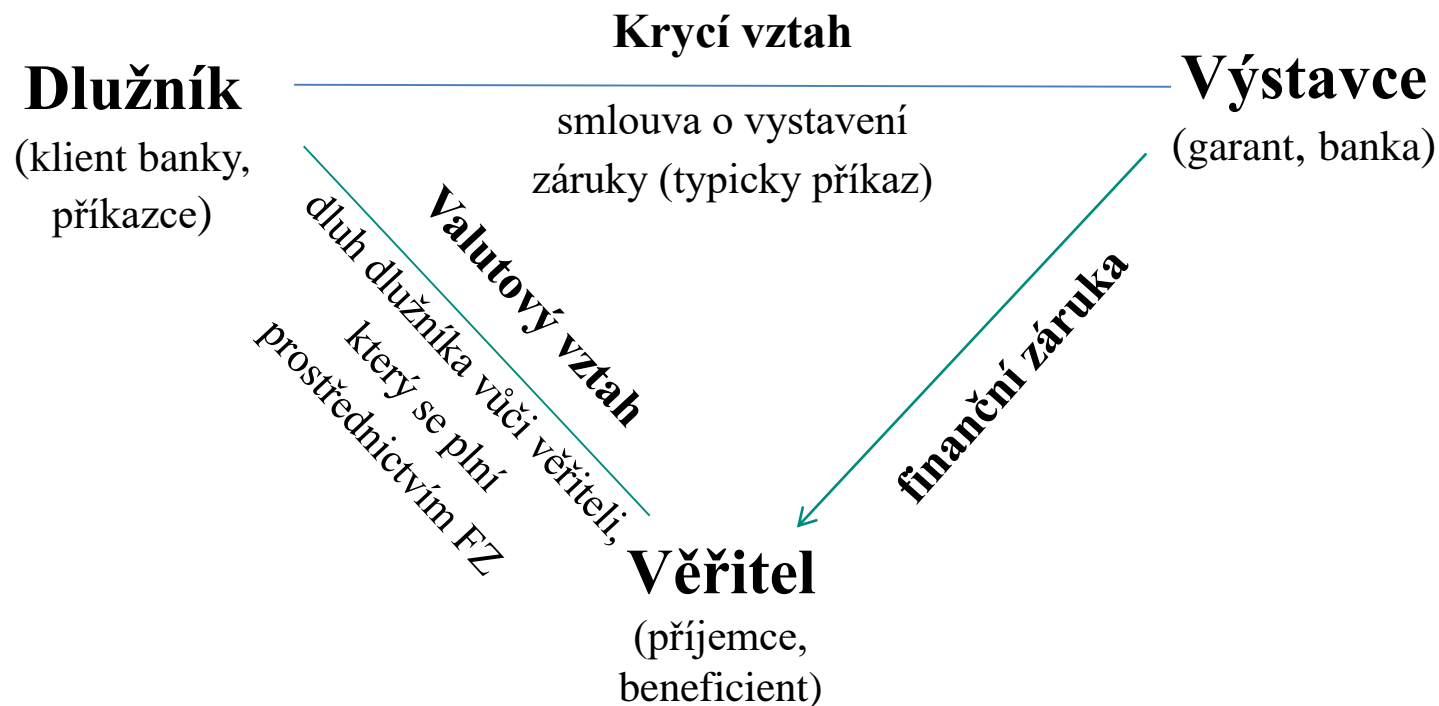 Krycí vztah
Dlužník
(klient banky,
příkazce)
smlouva o vystavení
záruky (typicky příkaz)
Výstavce
(garant, banka)
Valutový vztah
dluh dlužníka vůči věřiteli,
který se plní
prostřednictvím FZ
finanční záruka
Věřitel
(příjemce,
beneficient)